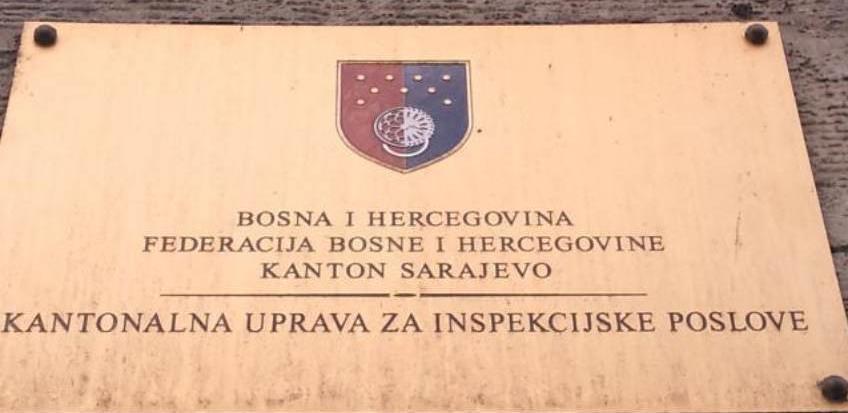 BOSNA I HERCEGOVINA
FEDERACIJA BOSNE I HERCEGOVINE
KANTON SARAJEVO
KANTONALNA UPRAVA ZA INSPEKCIJSKE POSLOVE